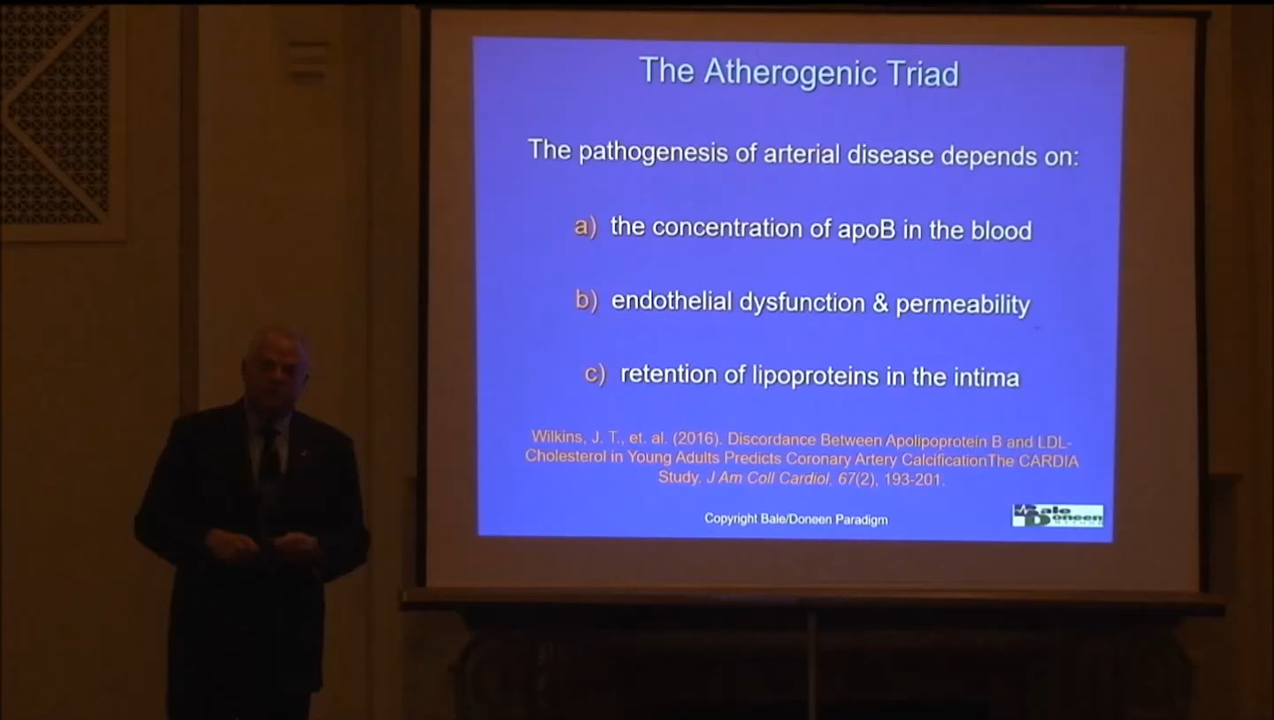 The Atherogenic Triad
The pathogenesis of arterial disease depends on:
a) the concentration of apoB in the blood
b) endothelial dysfunction & permeability
c) retention of lipoproteins in the intima
Wilkins, J. T., et. al. (2016). Discordance Between Apolipoprotein B and LDL-
Cholesterol in Young Adults Predicts Coronary Artery CalcificationThe CARDIA
Study. J Am Coll Cardiol, 67(2), 193-201.
Copyright Bale/Doneen Paradigm
Bale
Doneen